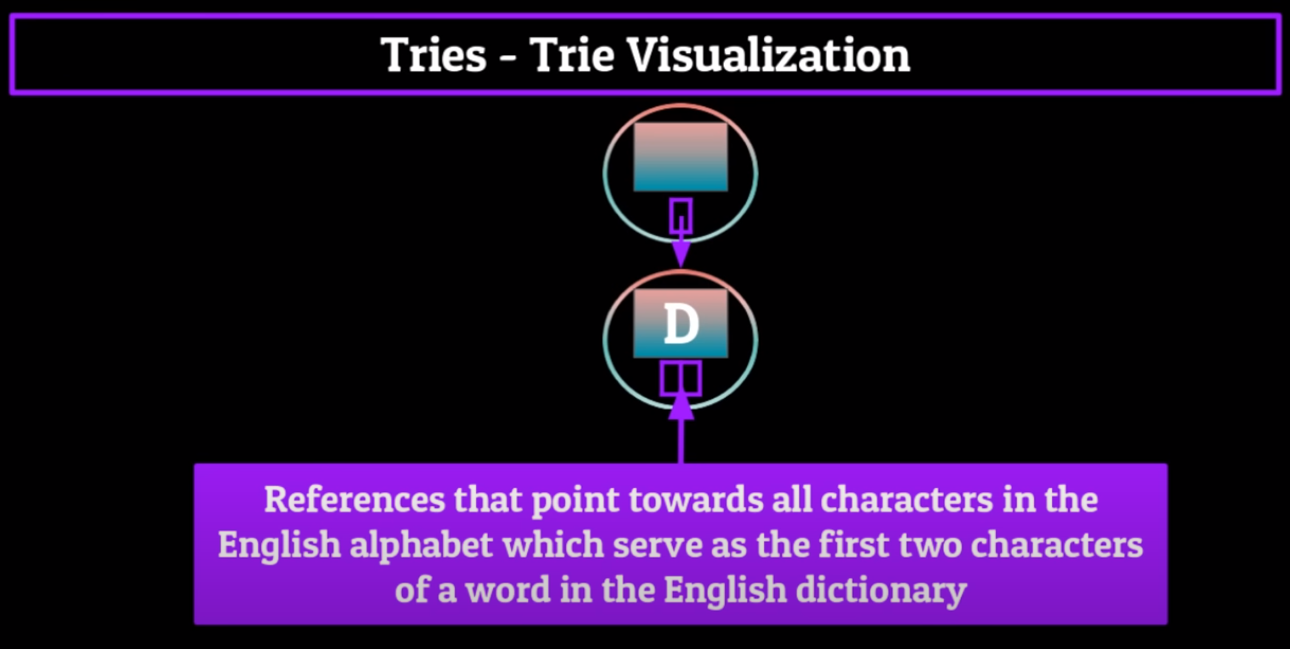 Tries - Trie Visualization
D
References that point towards all characters in the
English alphabet which serve as the first two characters
of a word in the English dictionary